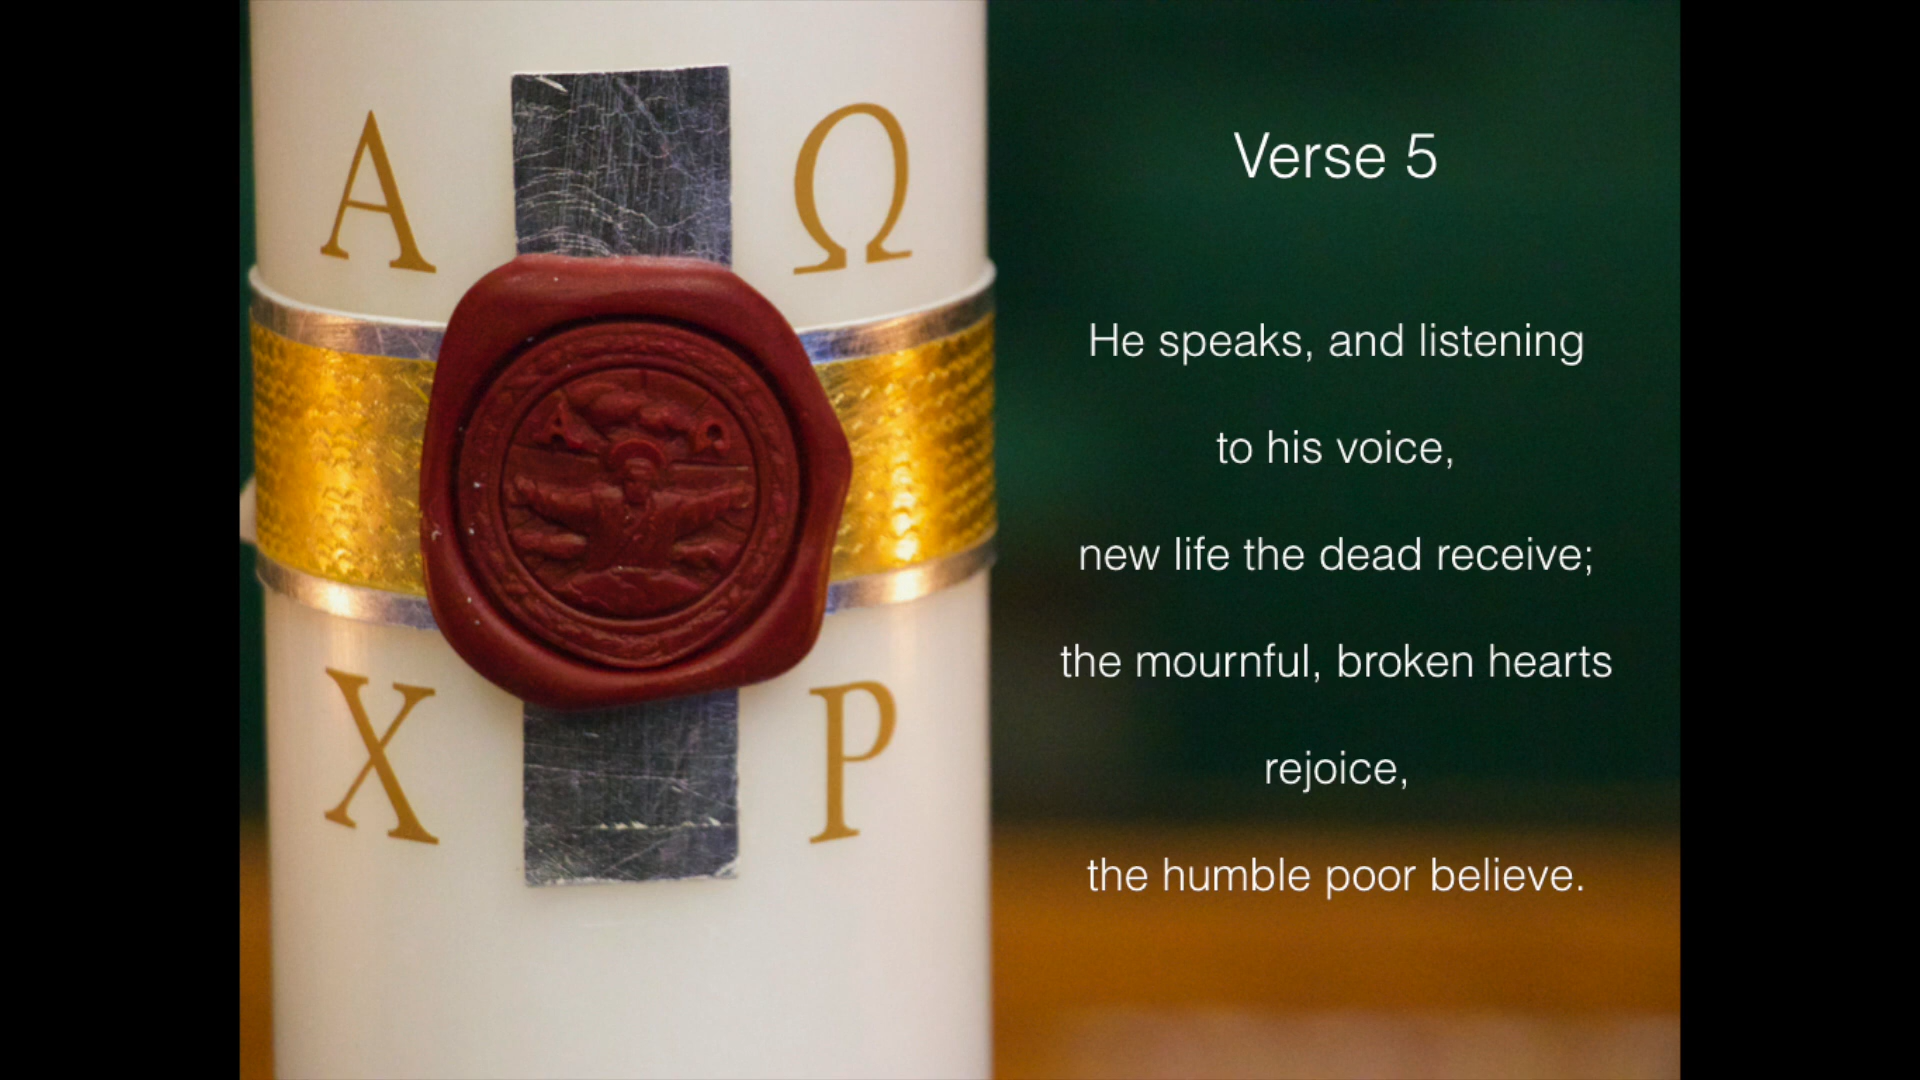 Α Ω
Χ Ρ
Verse 5
He speaks, and listening
to his voice,
new life the dead receive;
the mournful, broken hearts
rejoice,
the humble poor believe.